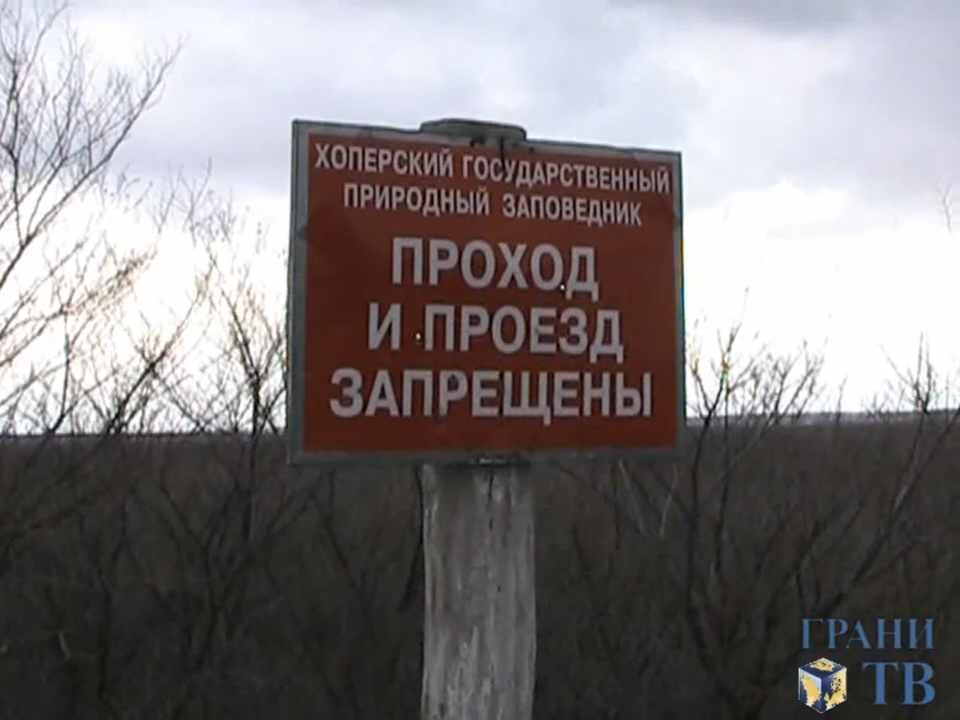 ХОПЕРСКИЙ ГОСУДАРСТВЕННЫЙ
ПРИРОДНЫЙ ЗАПОВЕДНИК
ПРОХОД
И ПРОЕЗД
ЗАПРЕЩЕНЫ
ГРАНИ
ТВ